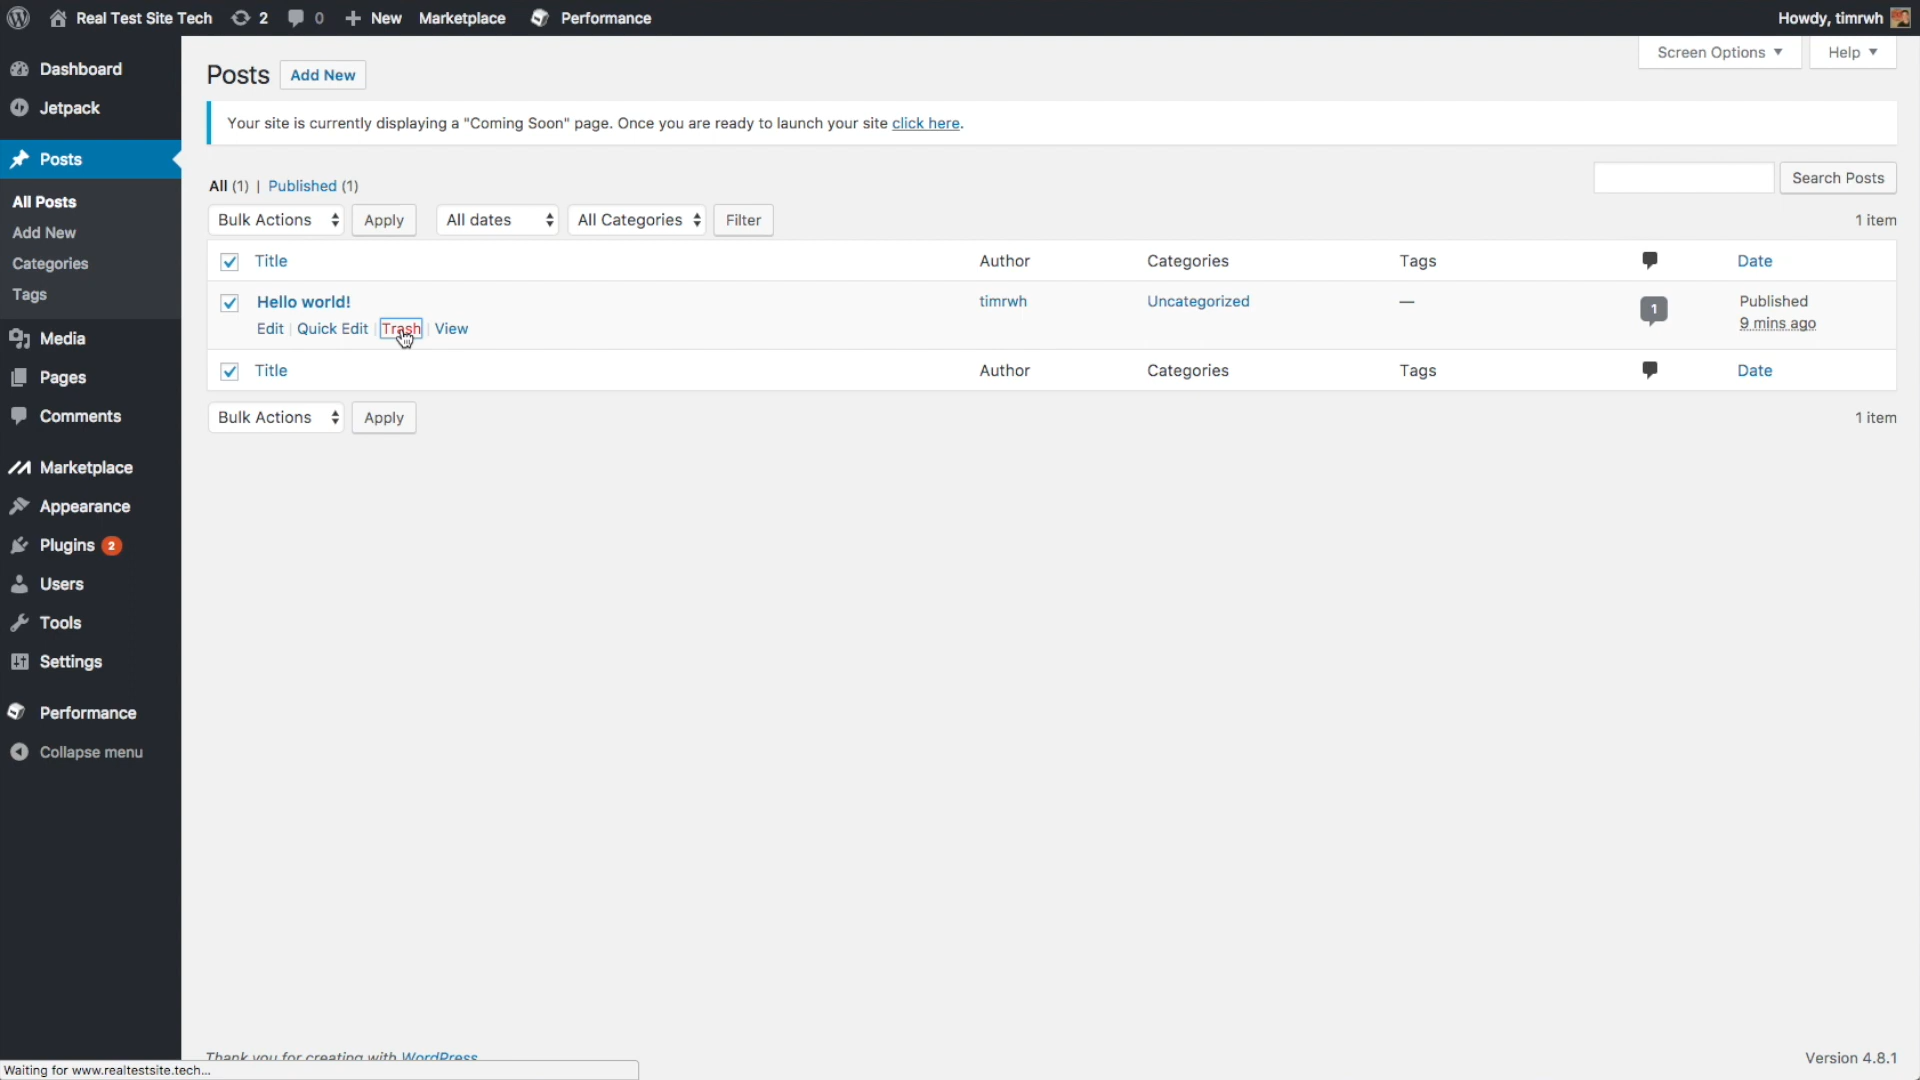 Real Test Site Tech 2 0 New Marketplace Performance Howdy, timrwh
Screen Options Help
Dashboard
Jetpack
Posts
All Posts
Add New
Categories
Tags
Media
Pages
Comments
Marketplace
Appearance
Plugins 2
Users
Tools
Settings
Performance
Collapse menu
Posts Add New
Your site is currently displaying a "Coming Soon" page. Once you are ready to launch your site click here.
All (1) | Published (1)
Search Posts
Bulk Actions Apply All dates All Categories Filter 1 item
Title Author Categories Tags Date
Hello world! timrwh Uncategorized — 1 Published
9 mins ago
Edit | Quick Edit | Trash | View
Title Author Categories Tags Date
Bulk Actions Apply 1 item
Thank you for creating with WordPress Version 4.8.1
Waiting for www.realtestsite.tech...